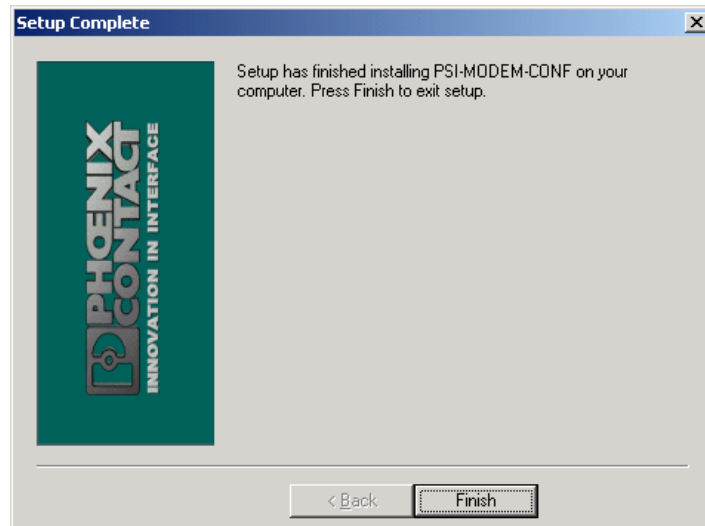 Setup Complete
Setup has finished installing PSI-MODEM-CONF on your
computer. Press Finish to exit setup.
PHŒNIX
CONTACT
INNOVATION IN INTERFACE
< Back
Finish